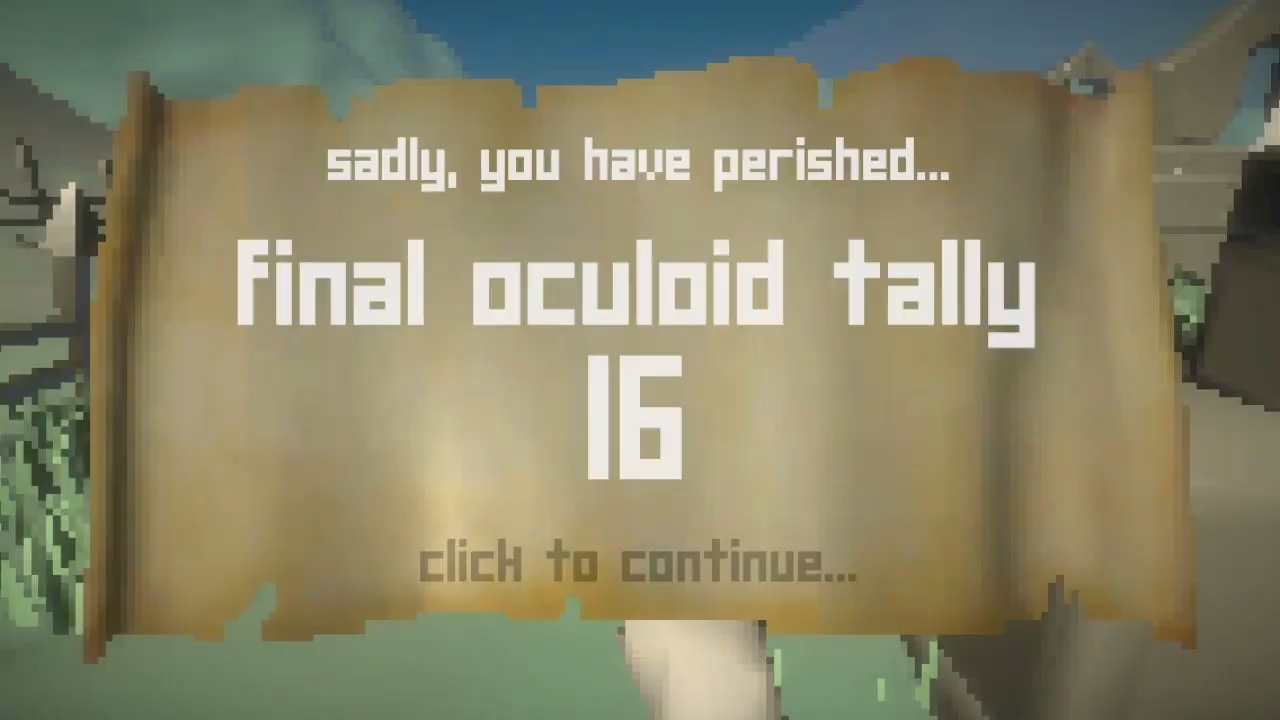 sadly, you have perished...
final oculoid tally
16
click to continue...